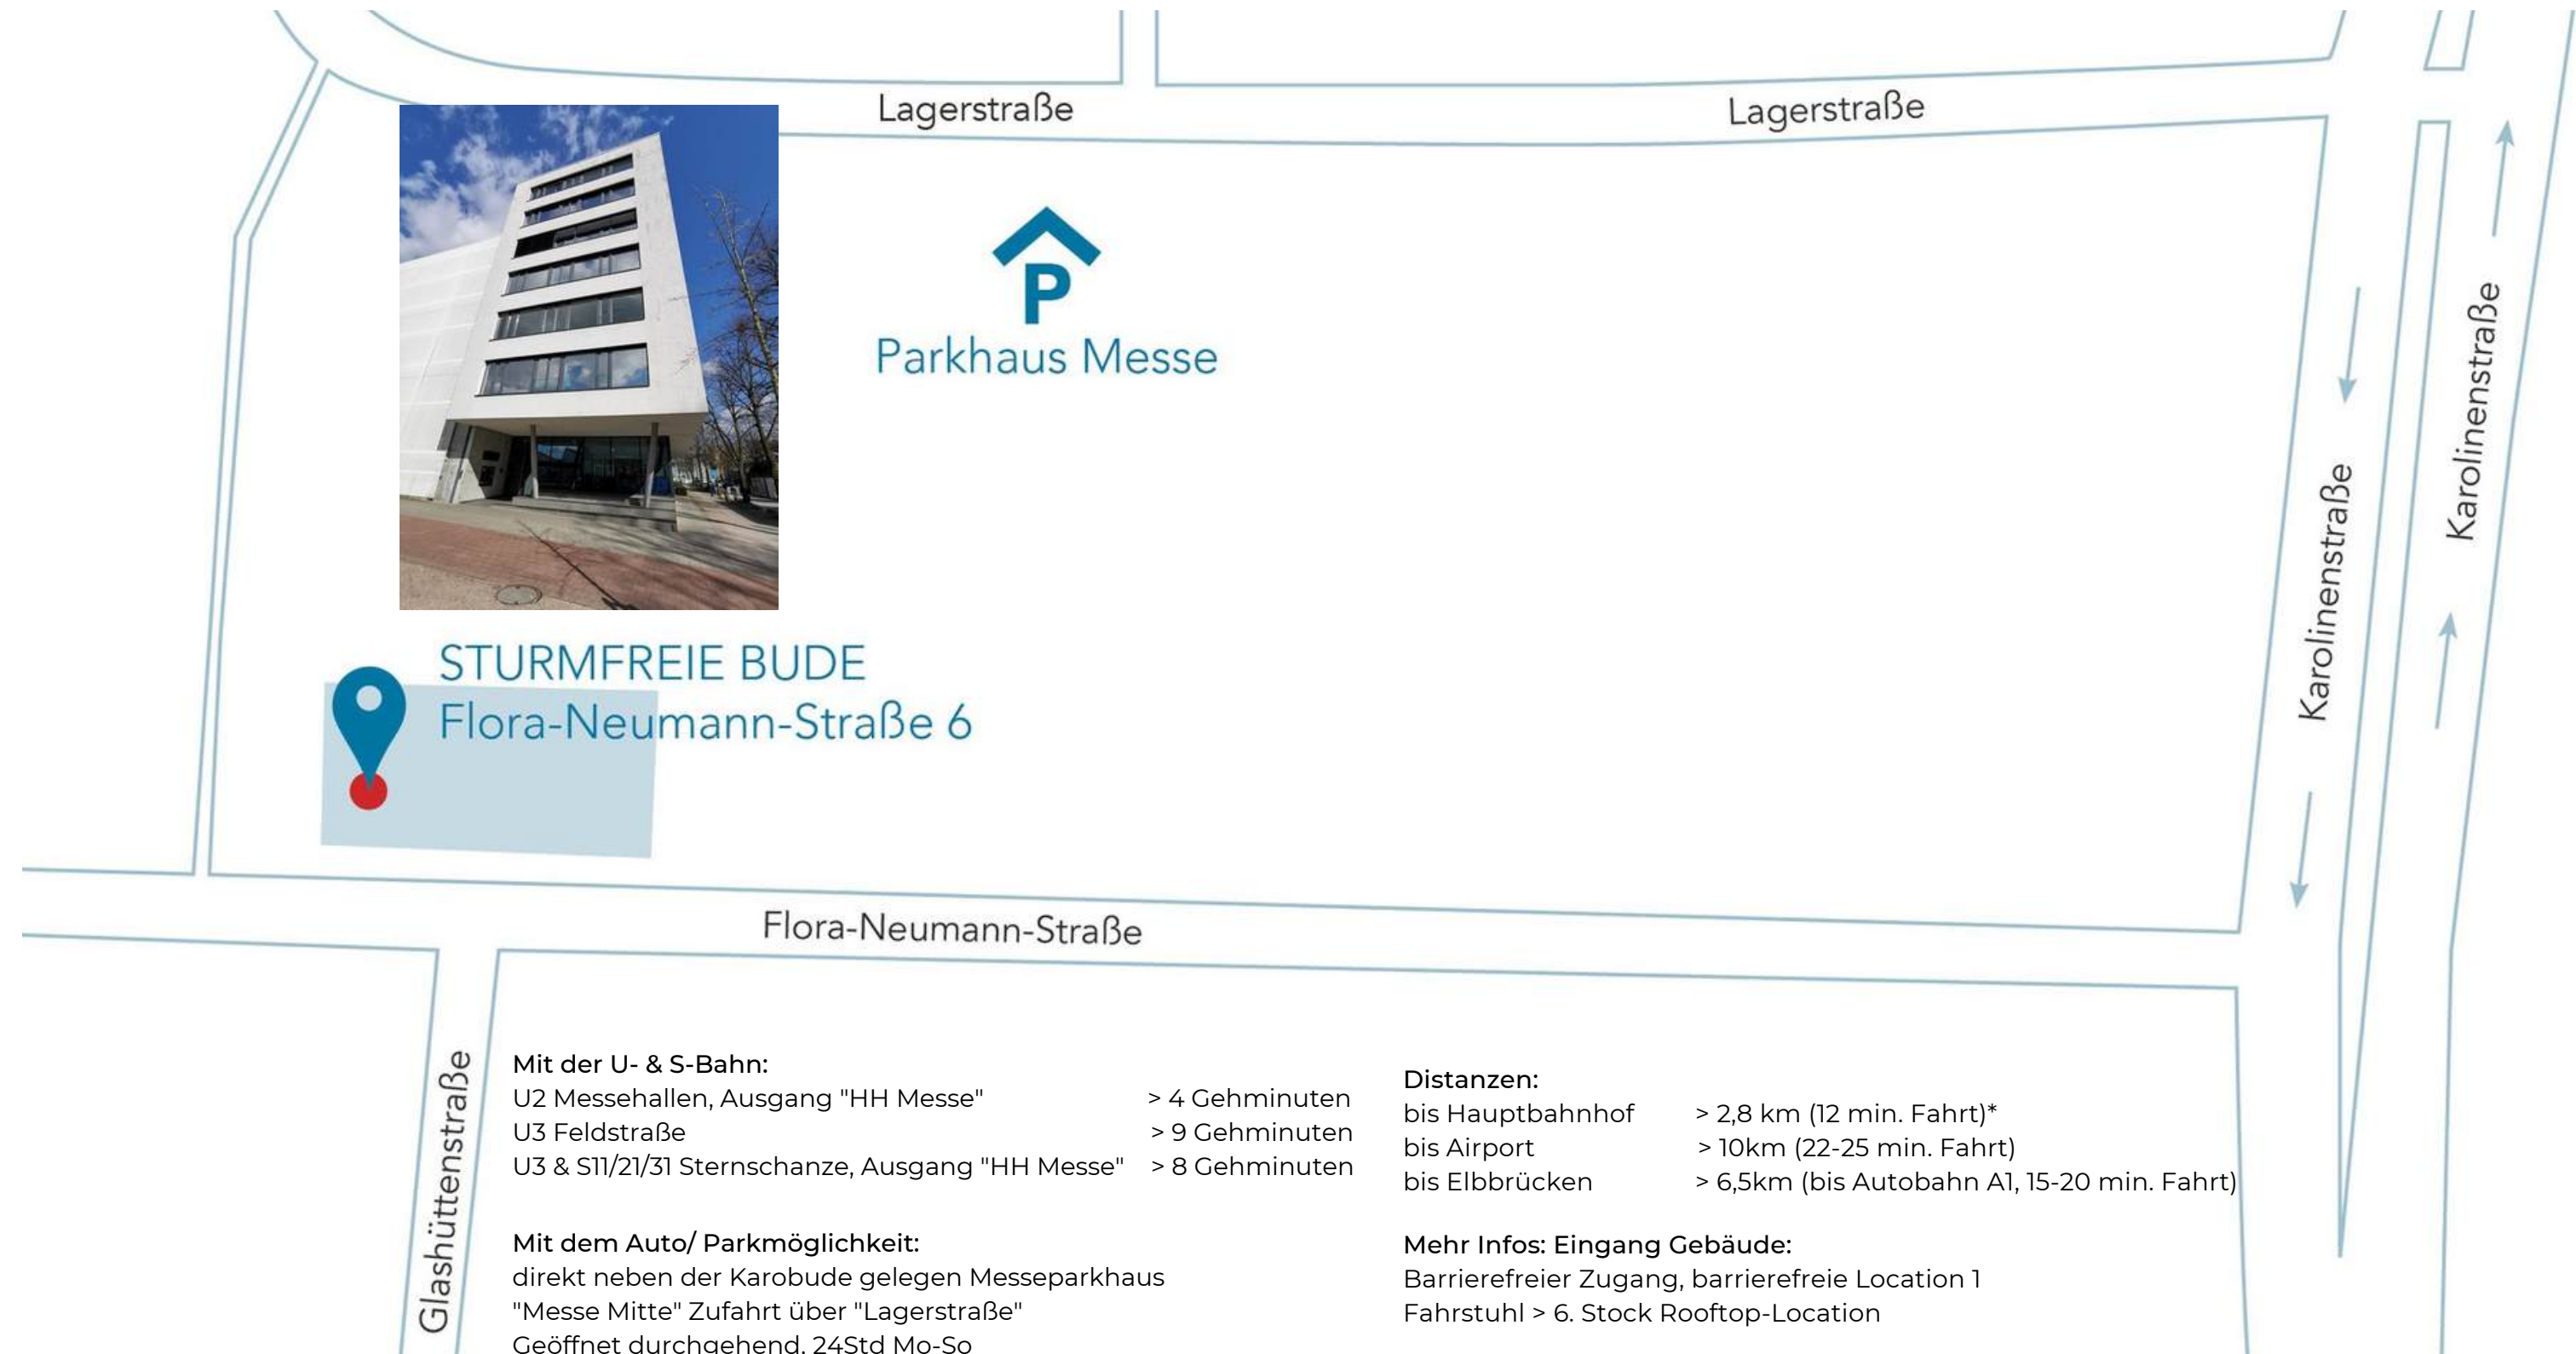 Lagerstraße
Lagerstraße
P
Parkhaus Messe
Karolinenstraße
Karolinenstraße
STURMFREIE BUDE
Flora-Neumann-Straße 6
Flora-Neumann-Straße
Glashüttenstraße
Mit der U- & S-Bahn:
U2 Messehallen, Ausgang "HH Messe" > 4 Gehminuten
U3 Feldstraße > 9 Gehminuten
U3 & S11/21/31 Sternschanze, Ausgang "HH Messe" > 8 Gehminuten
Mit dem Auto/ Parkmöglichkeit:
direkt neben der Karobude gelegen Messeparkhaus
"Messe Mitte" Zufahrt über "Lagerstraße"
Geöffnet durchgehend, 24Std Mo-So
Distanzen:
bis Hauptbahnhof > 2,8 km (12 min. Fahrt)*
bis Airport > 10km (22-25 min. Fahrt)
bis Elbbrücken > 6,5km (bis Autobahn A1, 15-20 min. Fahrt)
Mehr Infos: Eingang Gebäude:
Barrierefreier Zugang, barrierefreie Location 1
Fahrstuhl > 6. Stock Rooftop-Location